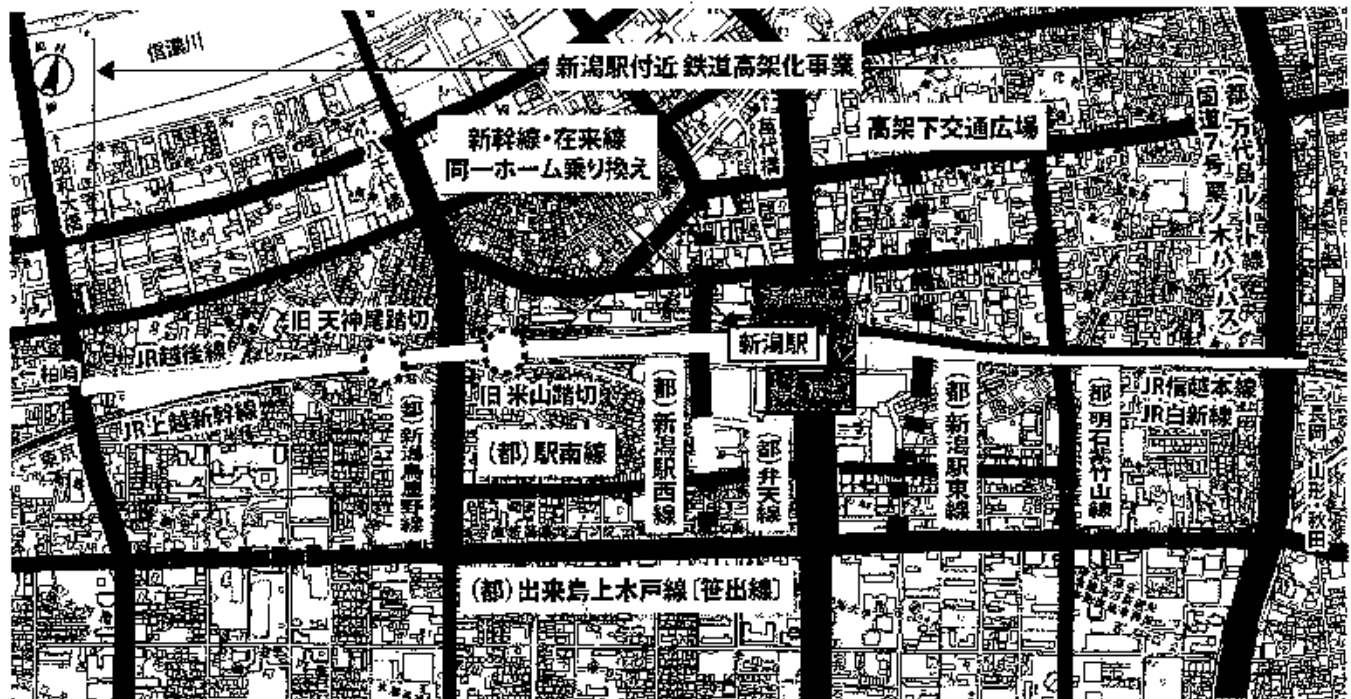 信濃川
新潟駅付近 鉄道高架化事業
新幹線・在来線
同一ホーム乗り換え
高架下交通広場
↑萬代橋
↑八千代橋
↑昭和大橋
(都)万代島ルート線
(国道7号 栗ノ木バイパス)
旧 天神尾踏切
JR越後線
柏崎
新潟駅
旧 米山踏切
JR上越新幹線
東京
(都)新潟鳥屋野線
(都)駅南線
(都)新潟駅西線
(都)弁天線
(都)新潟駅東線
(都)明石紫竹山線
JR信越本線
JR白新線
長岡・山形・秋田
(都)出来島上木戸線[笹出線]